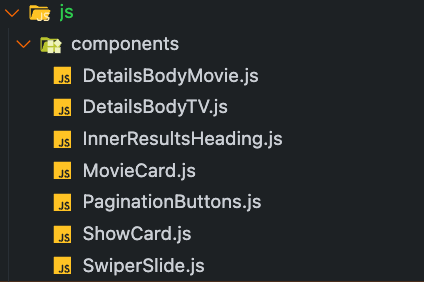 js
components
JS DetailsBodyMovie.js
JS DetailsBodyTV.js
JS InnerResultsHeading.js
JS MovieCard.js
JS PaginationButtons.js
JS ShowCard.js
JS SwiperSlide.js